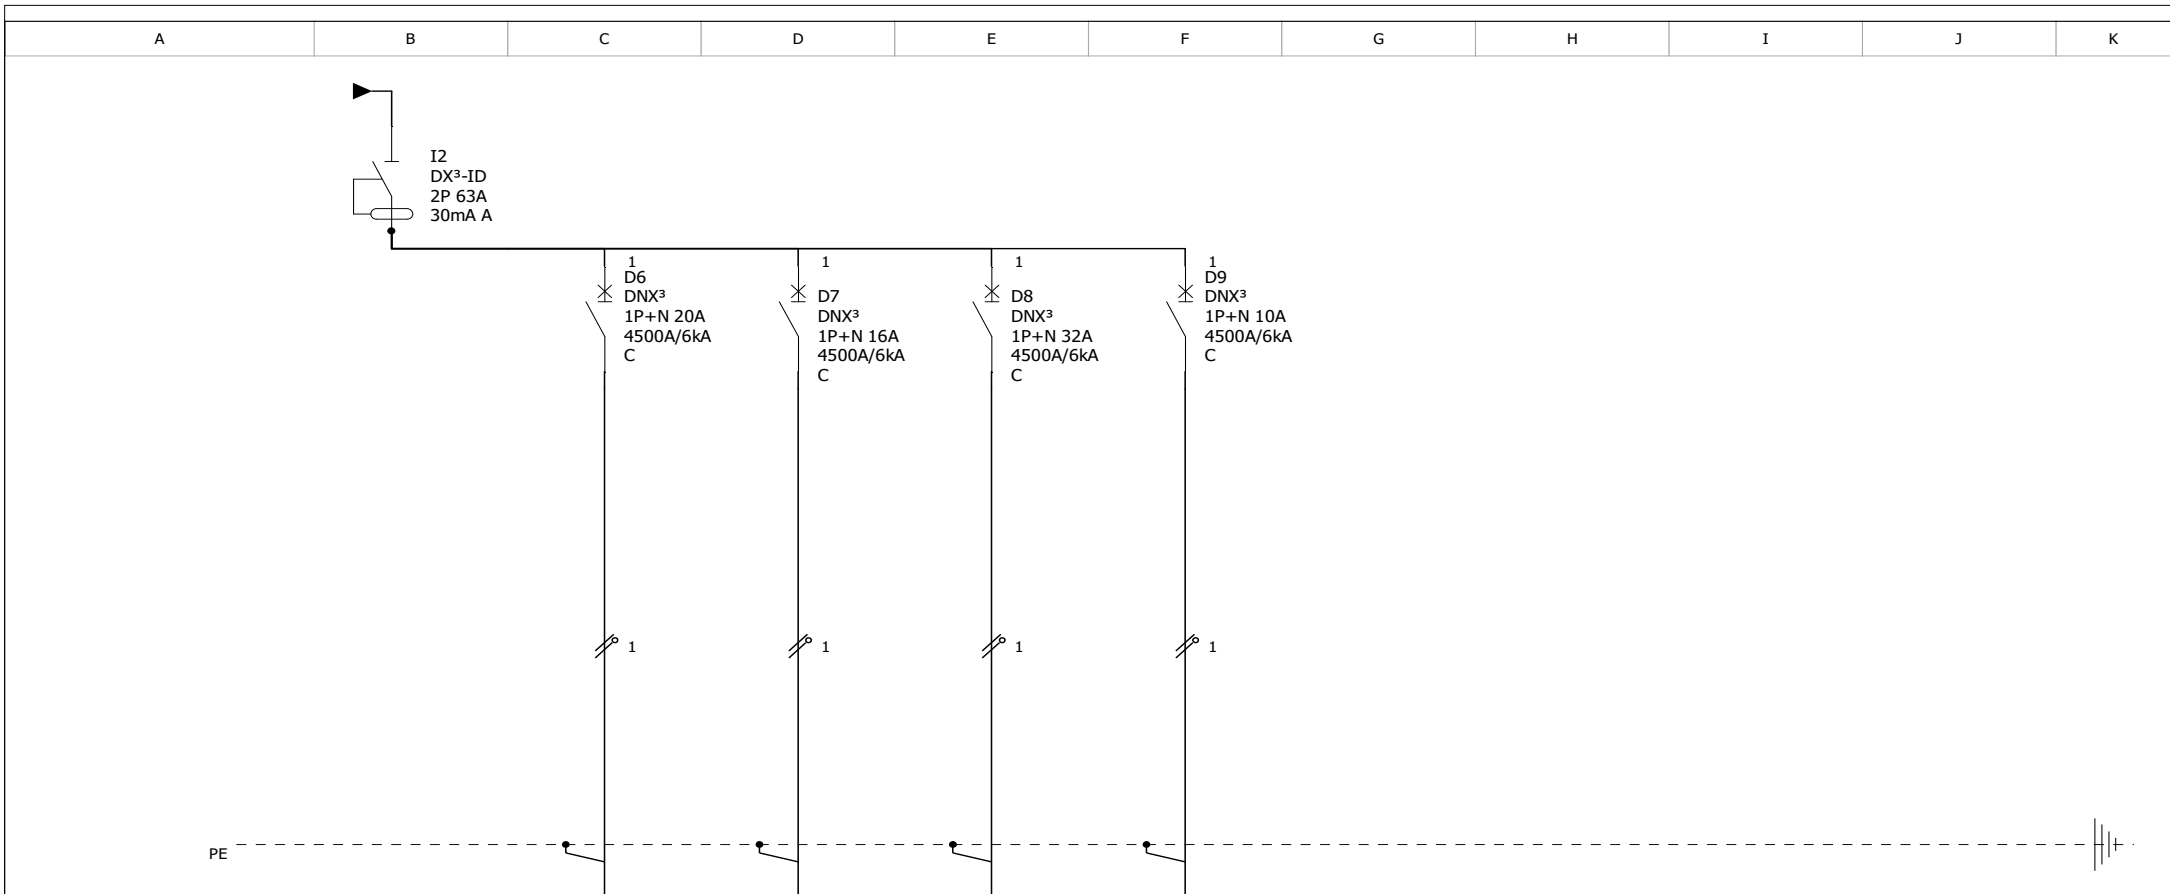 A B C D E F G H I J K
I2
DX³-ID
2P 63A
30mA A
1
D6
DNX³
1P+N 20A
4500A/6kA
C
1
D7
DNX³
1P+N 16A
4500A/6kA
C
1
D8
DNX³
1P+N 32A
4500A/6kA
C
1
D9
DNX³
1P+N 10A
4500A/6kA
C
1 1 1 1
PE